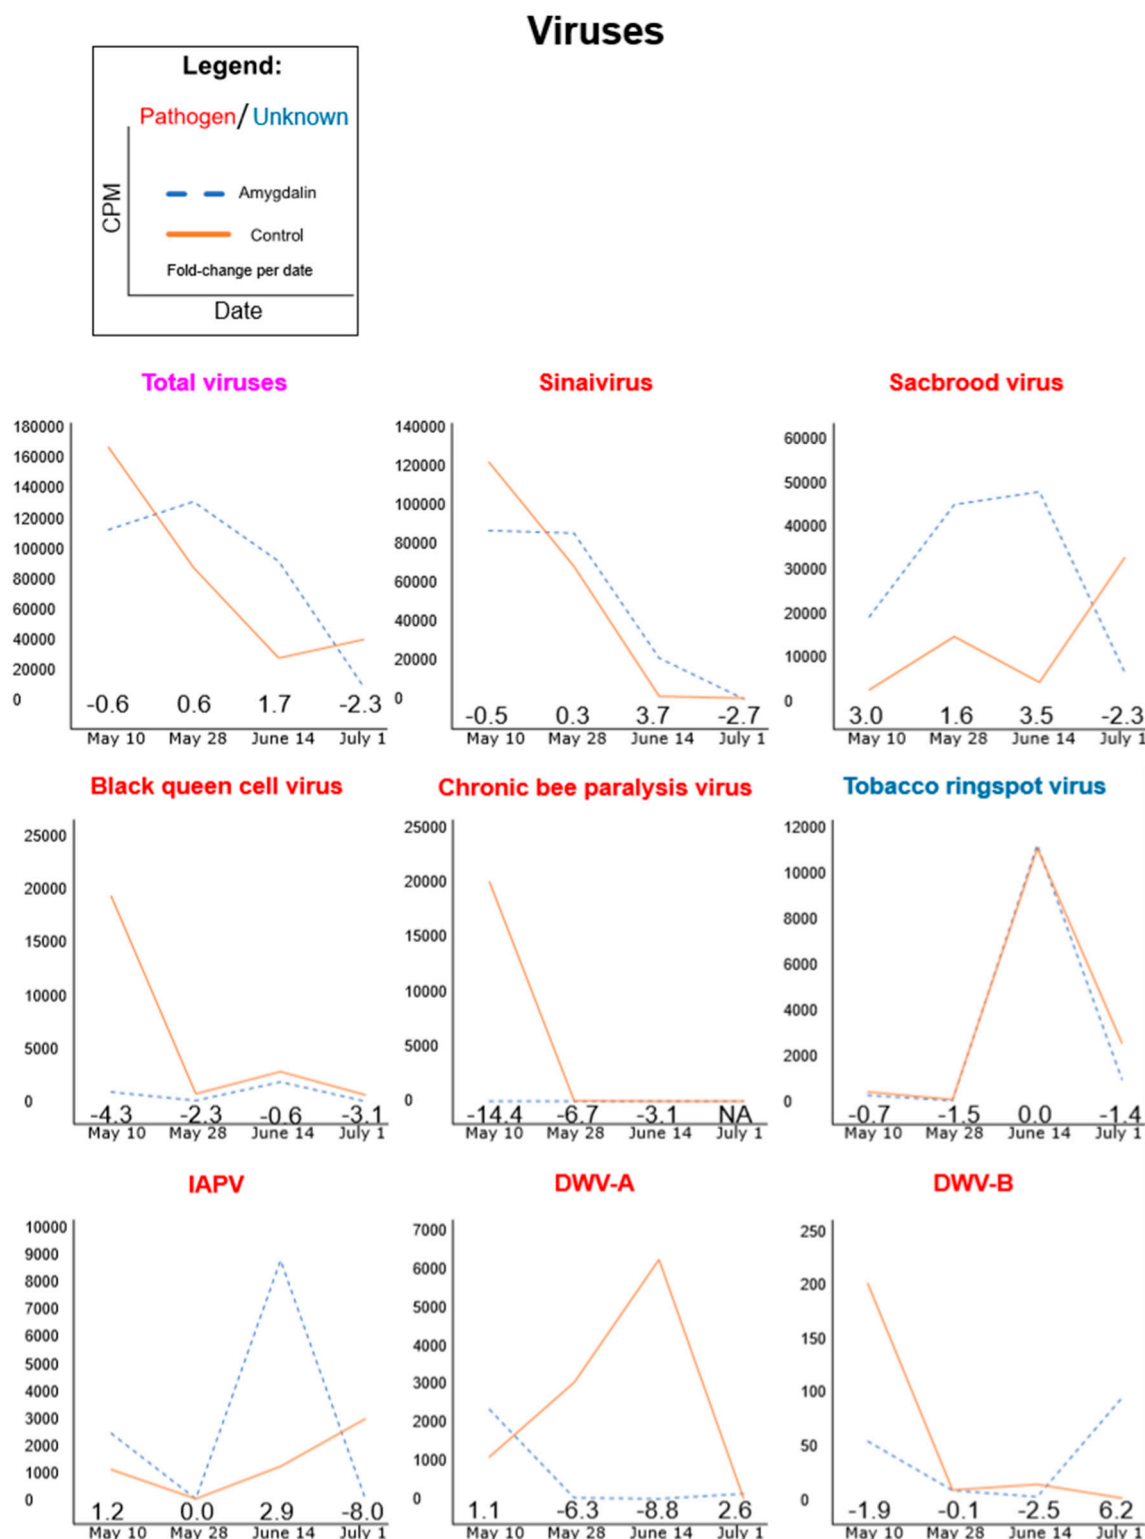 Viruses
Legend:
Pathogen/Unknown
CPM
Amygdalin
Control
Fold-change per date
Date
Total viruses
180000
160000
140000
120000
100000
80000
60000
40000
20000
0
-0.6 0.6 1.7 -2.3
May 10 May 28 June 14 July 1
Sinaivirus
140000
120000
100000
80000
60000
40000
20000
0
-0.5 0.3 3.7 -2.7
May 10 May 28 June 14 July 1
Sacbrood virus
60000
50000
40000
30000
20000
10000
0
3.0 1.6 3.5 -2.3
May 10 May 28 June 14 July 1
Black queen cell virus
25000
20000
15000
10000
5000
0
-4.3 -2.3 -0.6 -3.1
May 10 May 28 June 14 July 1
Chronic bee paralysis virus
25000
20000
15000
10000
5000
0
-14.4 -6.7 -3.1 NA
May 10 May 28 June 14 July 1
Tobacco ringspot virus
12000
10000
8000
6000
4000
2000
0
-0.7 -1.5 0.0 -1.4
May 10 May 28 June 14 July 1
IAPV
10000
9000
8000
7000
6000
5000
4000
3000
2000
1000
0
1.2 0.0 2.9 -8.0
May 10 May 28 June 14 July 1
DWV-A
7000
6000
5000
4000
3000
2000
1000
0
1.1 -6.3 -8.8 2.6
May 10 May 28 June 14 July 1
DWV-B
250
200
150
100
50
0
-1.9 -0.1 -2.5 6.2
May 10 May 28 June 14 July 1